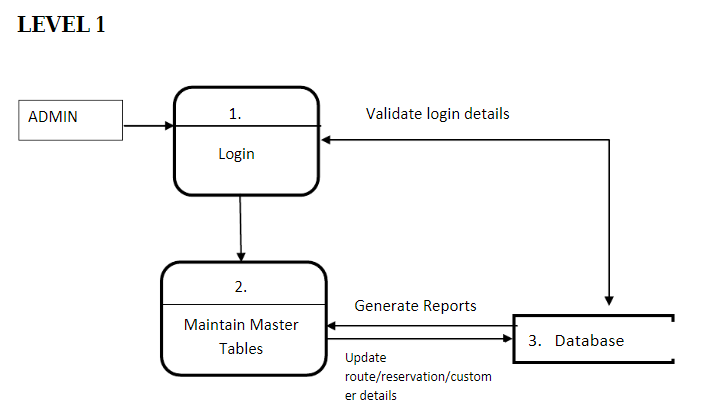 LEVEL 1
ADMIN
1.
Login
Validate login details
2.
Maintain Master
Tables
Generate Reports
3. Database
Update
route/reservation/custom
er details